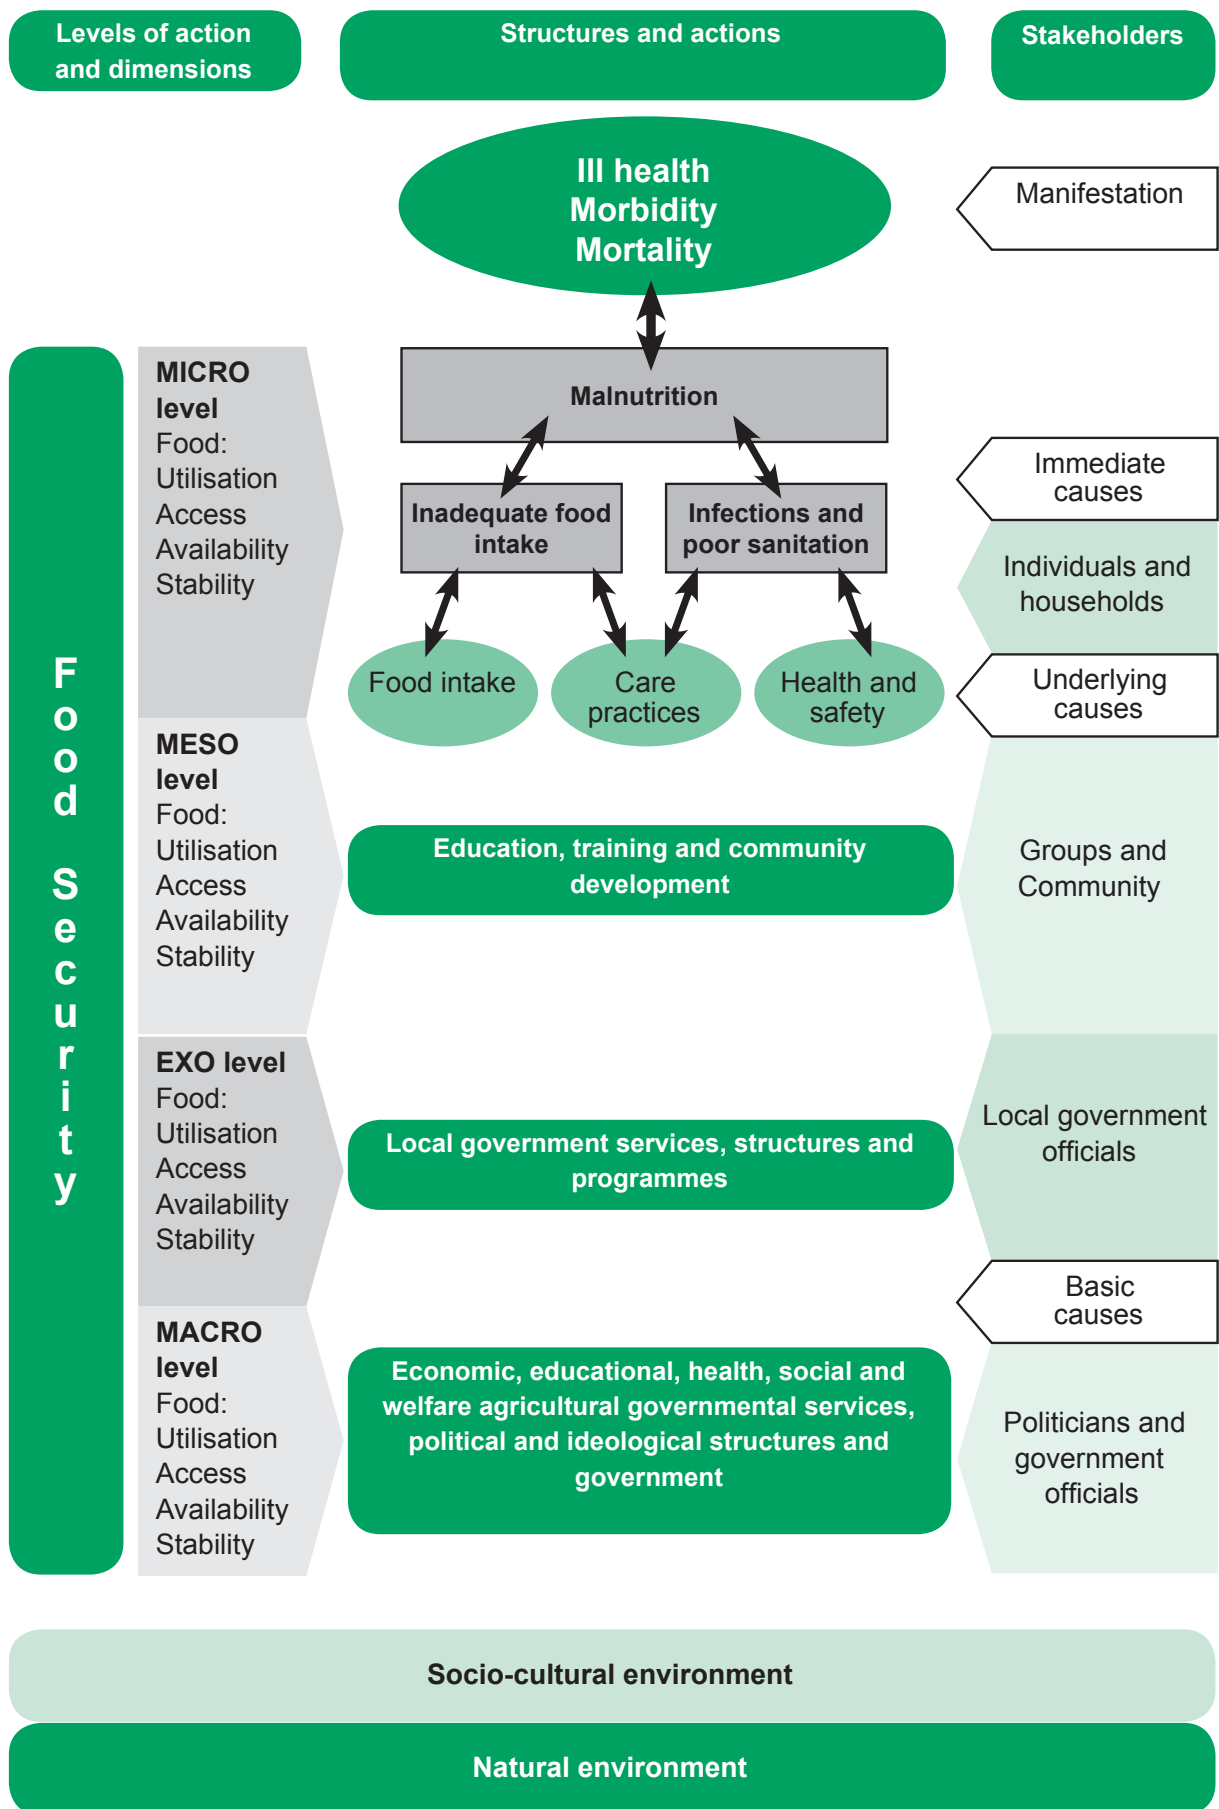 Levels of action
and dimensions
Structures and actions
Stakeholders
Ill health
Morbidity
Mortality
Manifestation
Food Security
MICRO
level
Food:
Utilisation
Access
Availability
Stability
Malnutrition
Inadequate food
intake
Infections and
poor sanitation
Food intake
Care
practices
Health and
safety
Immediate
causes
Individuals and
households
Underlying
causes
MESO
level
Food:
Utilisation
Access
Availability
Stability
Education, training and community
development
Groups and
Community
EXO level
Food:
Utilisation
Access
Availability
Stability
Local government services, structures and
programmes
Local government
officials
Basic
causes
MACRO
level
Food:
Utilisation
Access
Availability
Stability
Economic, educational, health, social and
welfare agricultural governmental services,
political and ideological structures and
government
Politicians and
government
officials
Socio-cultural environment
Natural environment